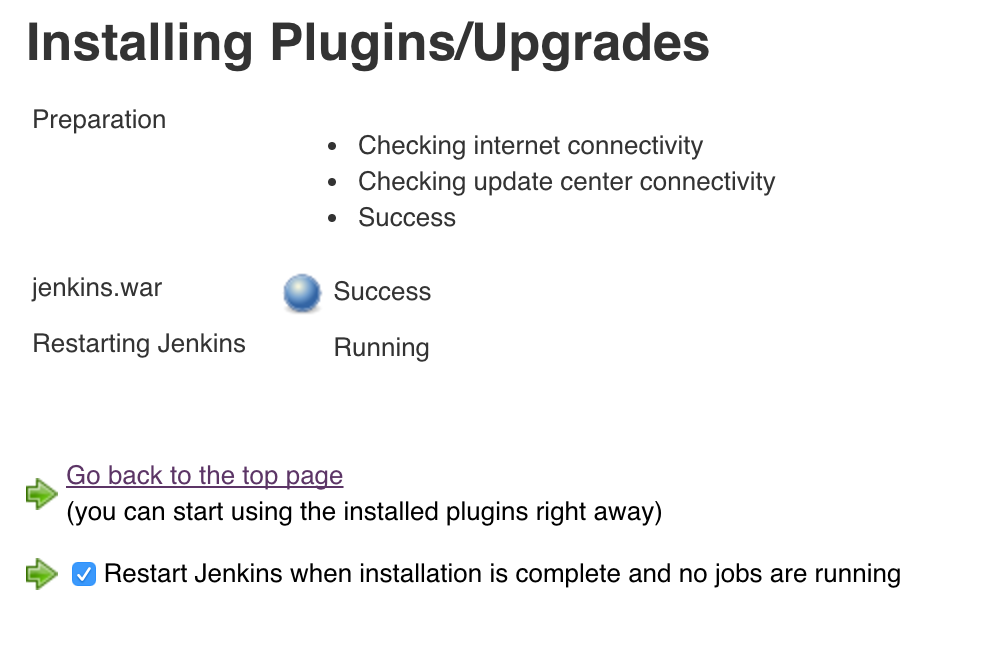 Installing Plugins/Upgrades
Preparation
Checking internet connectivity
Checking update center connectivity
Success
jenkins.war Success
Restarting Jenkins Running
Go back to the top page
(you can start using the installed plugins right away)
Restart Jenkins when installation is complete and no jobs are running